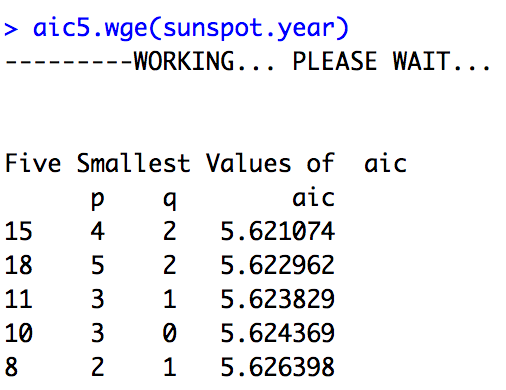 > aic5.wge(sunspot.year)
---------WORKING... PLEASE WAIT...
Five Smallest Values of  aic
p    q        aic
15    4    2   5.621074
18    5    2   5.622962
11    3    1   5.623829
10    3    0   5.624369
8    2    1   5.626398